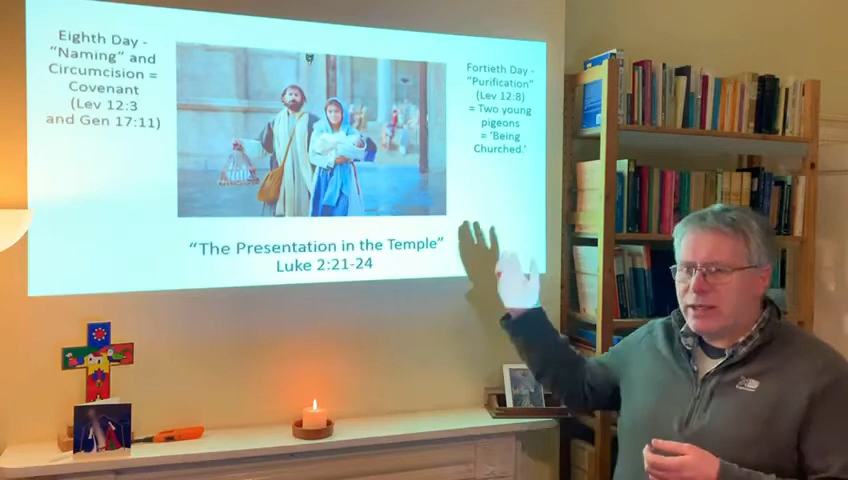 Eighth Day -
“Naming” and
Circumcision =
Covenant
(Lev 12:3
and Gen 17:11)
Fortieth Day -
“Purification”
(Lev 12:8)
= Two young
pigeons
= ‘Being
Churched.’
“The Presentation in the Temple”
Luke 2:21-24